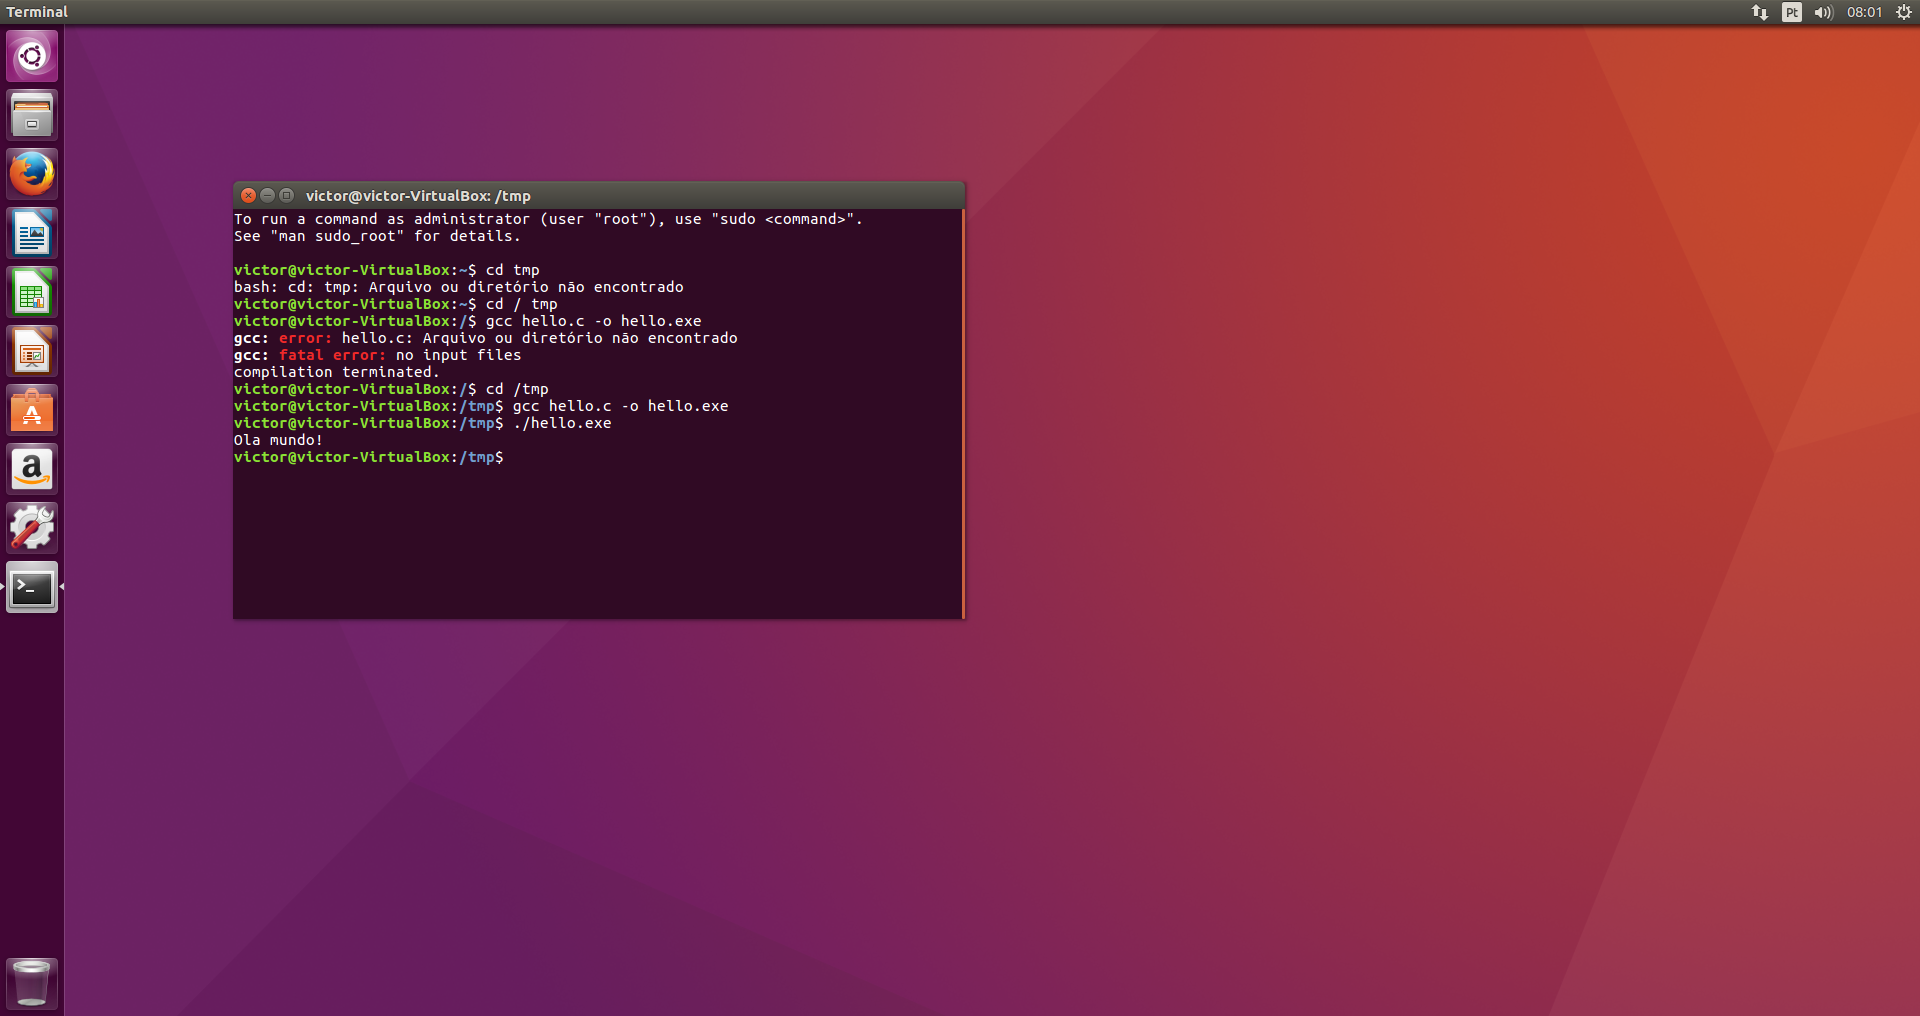 Terminal
Pt
08:01
victor@victor-VirtualBox: /tmp
To run a command as administrator (user "root"), use "sudo <command>".
See "man sudo_root" for details.
victor@victor-VirtualBox:~$ cd tmp
bash: cd: tmp: Arquivo ou diretório não encontrado
victor@victor-VirtualBox:~$ cd / tmp
victor@victor-VirtualBox:/$ gcc hello.c -o hello.exe
gcc: error: hello.c: Arquivo ou diretório não encontrado
gcc: fatal error: no input files
compilation terminated.
victor@victor-VirtualBox:/$ cd /tmp
victor@victor-VirtualBox:/tmp$ gcc hello.c -o hello.exe
victor@victor-VirtualBox:/tmp$ ./hello.exe
Ola mundo!
victor@victor-VirtualBox:/tmp$